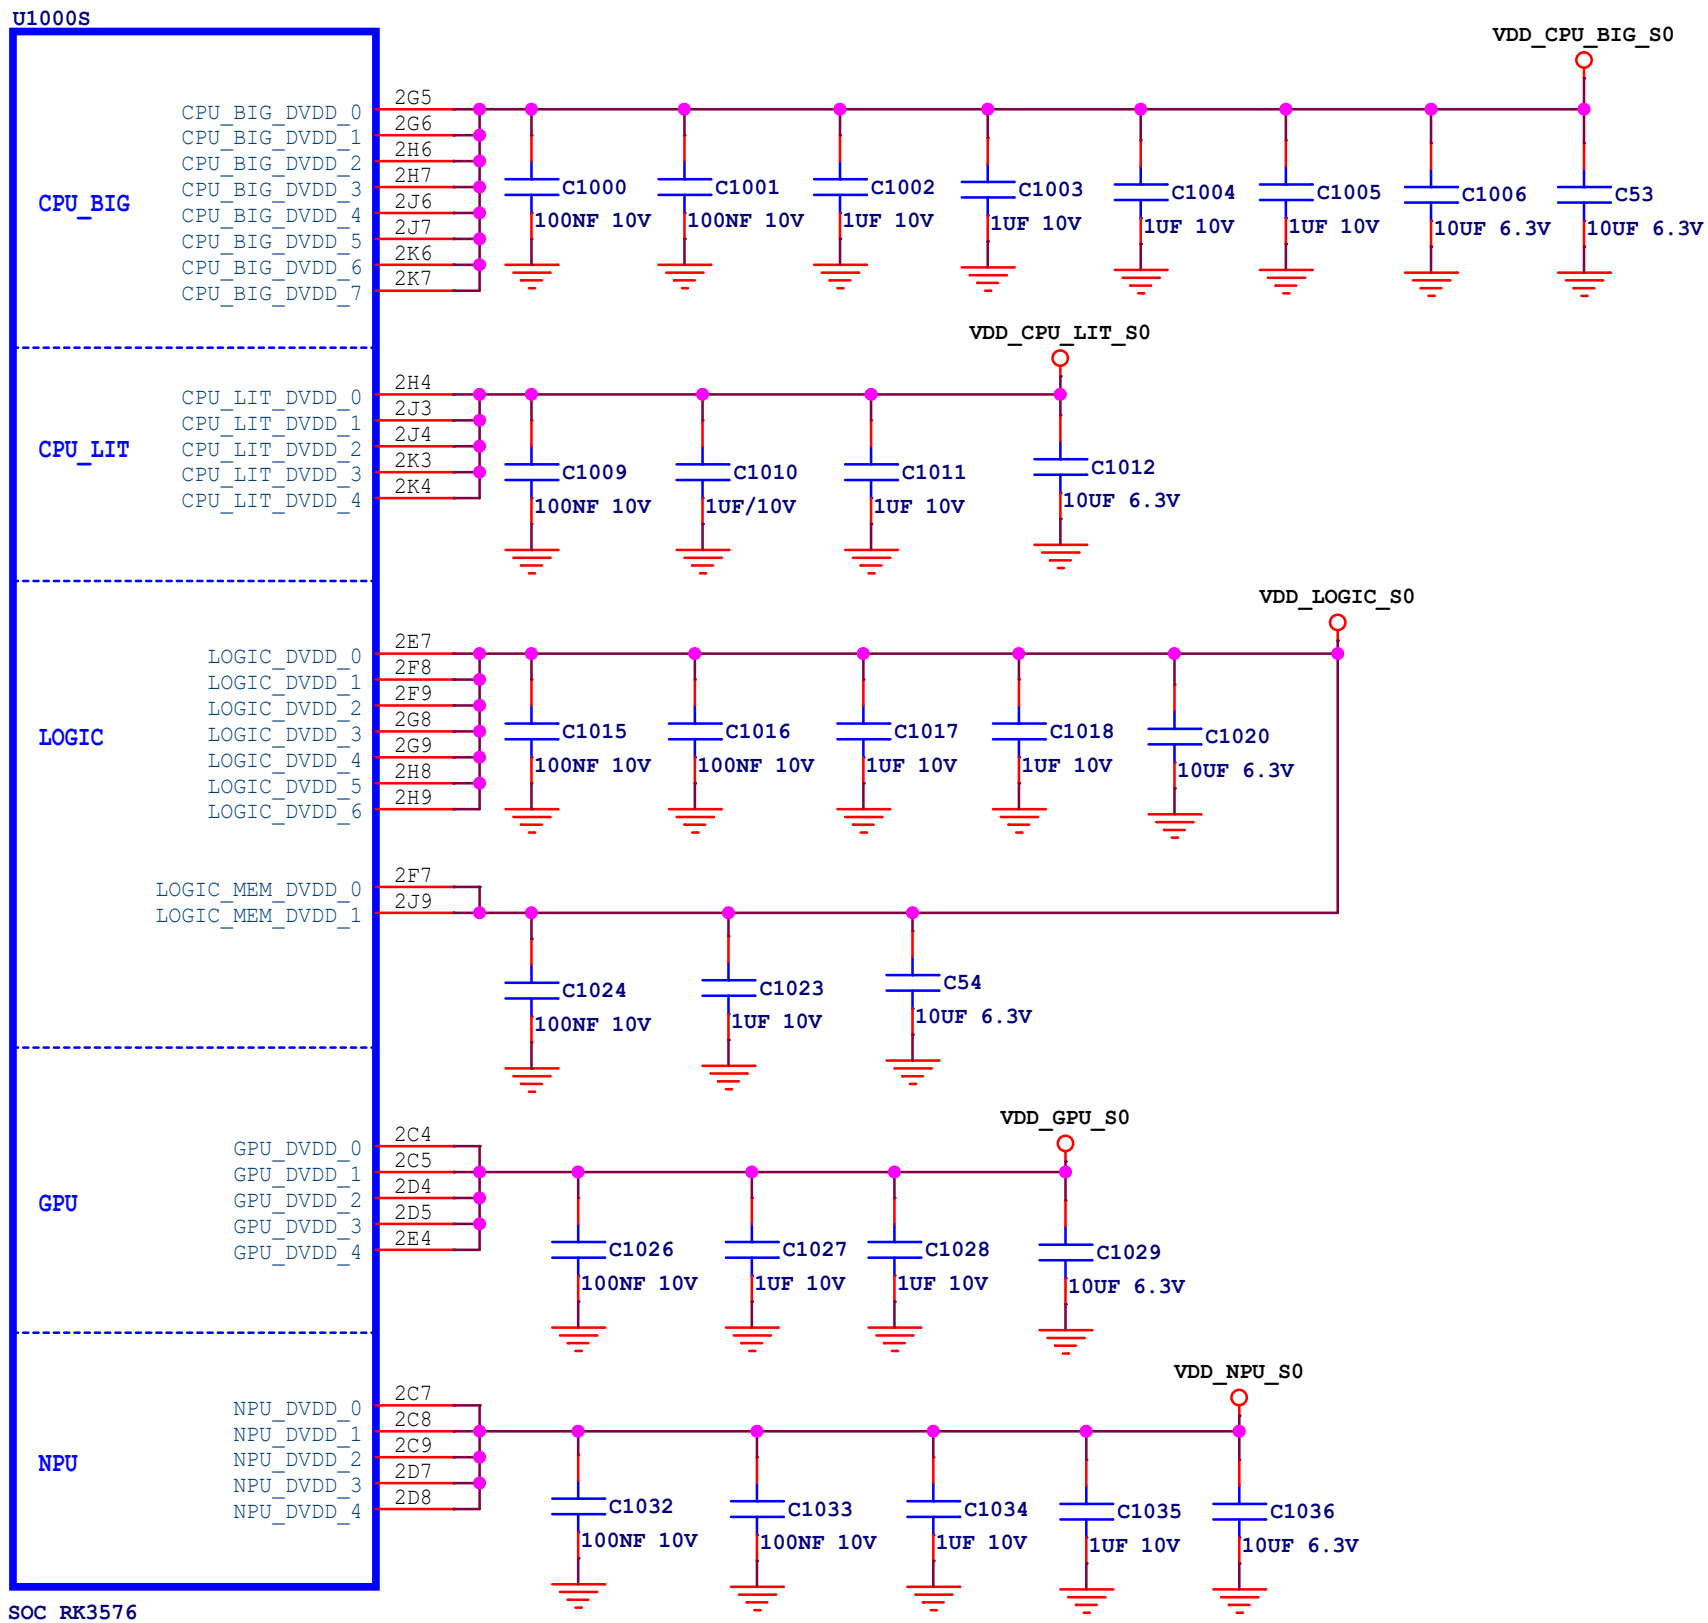 U1000S
VDD_CPU_BIG_S0
CPU_BIG
CPU_BIG_DVDD_0 2G5
CPU_BIG_DVDD_1 2G6
CPU_BIG_DVDD_2 2H6
CPU_BIG_DVDD_3 2H7
CPU_BIG_DVDD_4 2J6
CPU_BIG_DVDD_5 2J7
CPU_BIG_DVDD_6 2K6
CPU_BIG_DVDD_7 2K7
C1000 C1001 C1002 C1003 C1004 C1005 C1006 C53
100NF 10V 100NF 10V 1UF 10V 1UF 10V 1UF 10V 1UF 10V 10UF 6.3V 10UF 6.3V
VDD_CPU_LIT_S0
CPU_LIT
CPU_LIT_DVDD_0 2H4
CPU_LIT_DVDD_1 2J3
CPU_LIT_DVDD_2 2J4
CPU_LIT_DVDD_3 2K3
CPU_LIT_DVDD_4 2K4
C1009 C1010 C1011 C1012
100NF 10V 1UF/10V 1UF 10V 10UF 6.3V
VDD_LOGIC_S0
LOGIC
LOGIC_DVDD_0 2E7
LOGIC_DVDD_1 2F8
LOGIC_DVDD_2 2F9
LOGIC_DVDD_3 2G8
LOGIC_DVDD_4 2G9
LOGIC_DVDD_5 2H8
LOGIC_DVDD_6 2H9
C1015 C1016 C1017 C1018 C1020
100NF 10V 100NF 10V 1UF 10V 1UF 10V 10UF 6.3V
LOGIC_MEM_DVDD_0 2F7
LOGIC_MEM_DVDD_1 2J9
C1024 C1023 C54
100NF 10V 1UF 10V 10UF 6.3V
VDD_GPU_S0
GPU
GPU_DVDD_0 2C4
GPU_DVDD_1 2C5
GPU_DVDD_2 2D4
GPU_DVDD_3 2D5
GPU_DVDD_4 2E4
C1026 C1027 C1028 C1029
100NF 10V 1UF 10V 1UF 10V 10UF 6.3V
VDD_NPU_S0
NPU
NPU_DVDD_0 2C7
NPU_DVDD_1 2C8
NPU_DVDD_2 2C9
NPU_DVDD_3 2D7
NPU_DVDD_4 2D8
C1032 C1033 C1034 C1035 C1036
100NF 10V 100NF 10V 1UF 10V 1UF 10V 10UF 6.3V
SOC RK3576